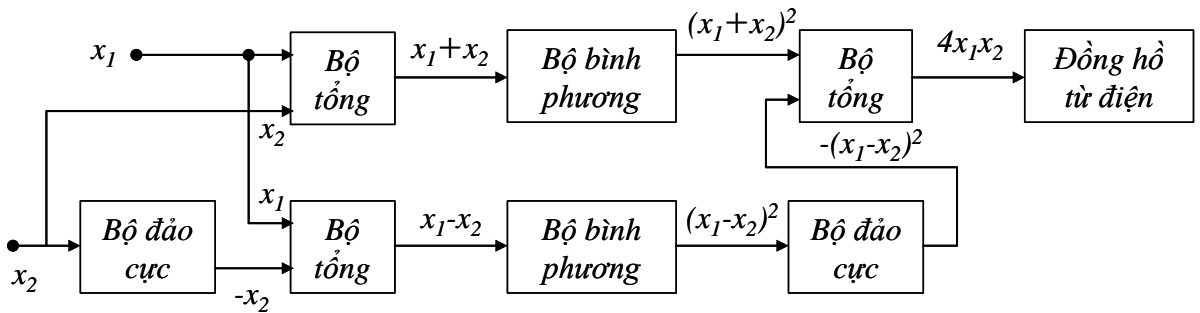 x₁
Bộ
tổng
x₁+x₂
Bộ bình
phương
(x₁+x₂)²
Bộ
tổng
4x₁x₂
Đồng hồ
từ điện
x₂
-(x₁-x₂)²
x₁
x₂
Bộ đảo
cực
-x₂
Bộ
tổng
x₁-x₂
Bộ bình
phương
(x₁-x₂)²
Bộ đảo
cực